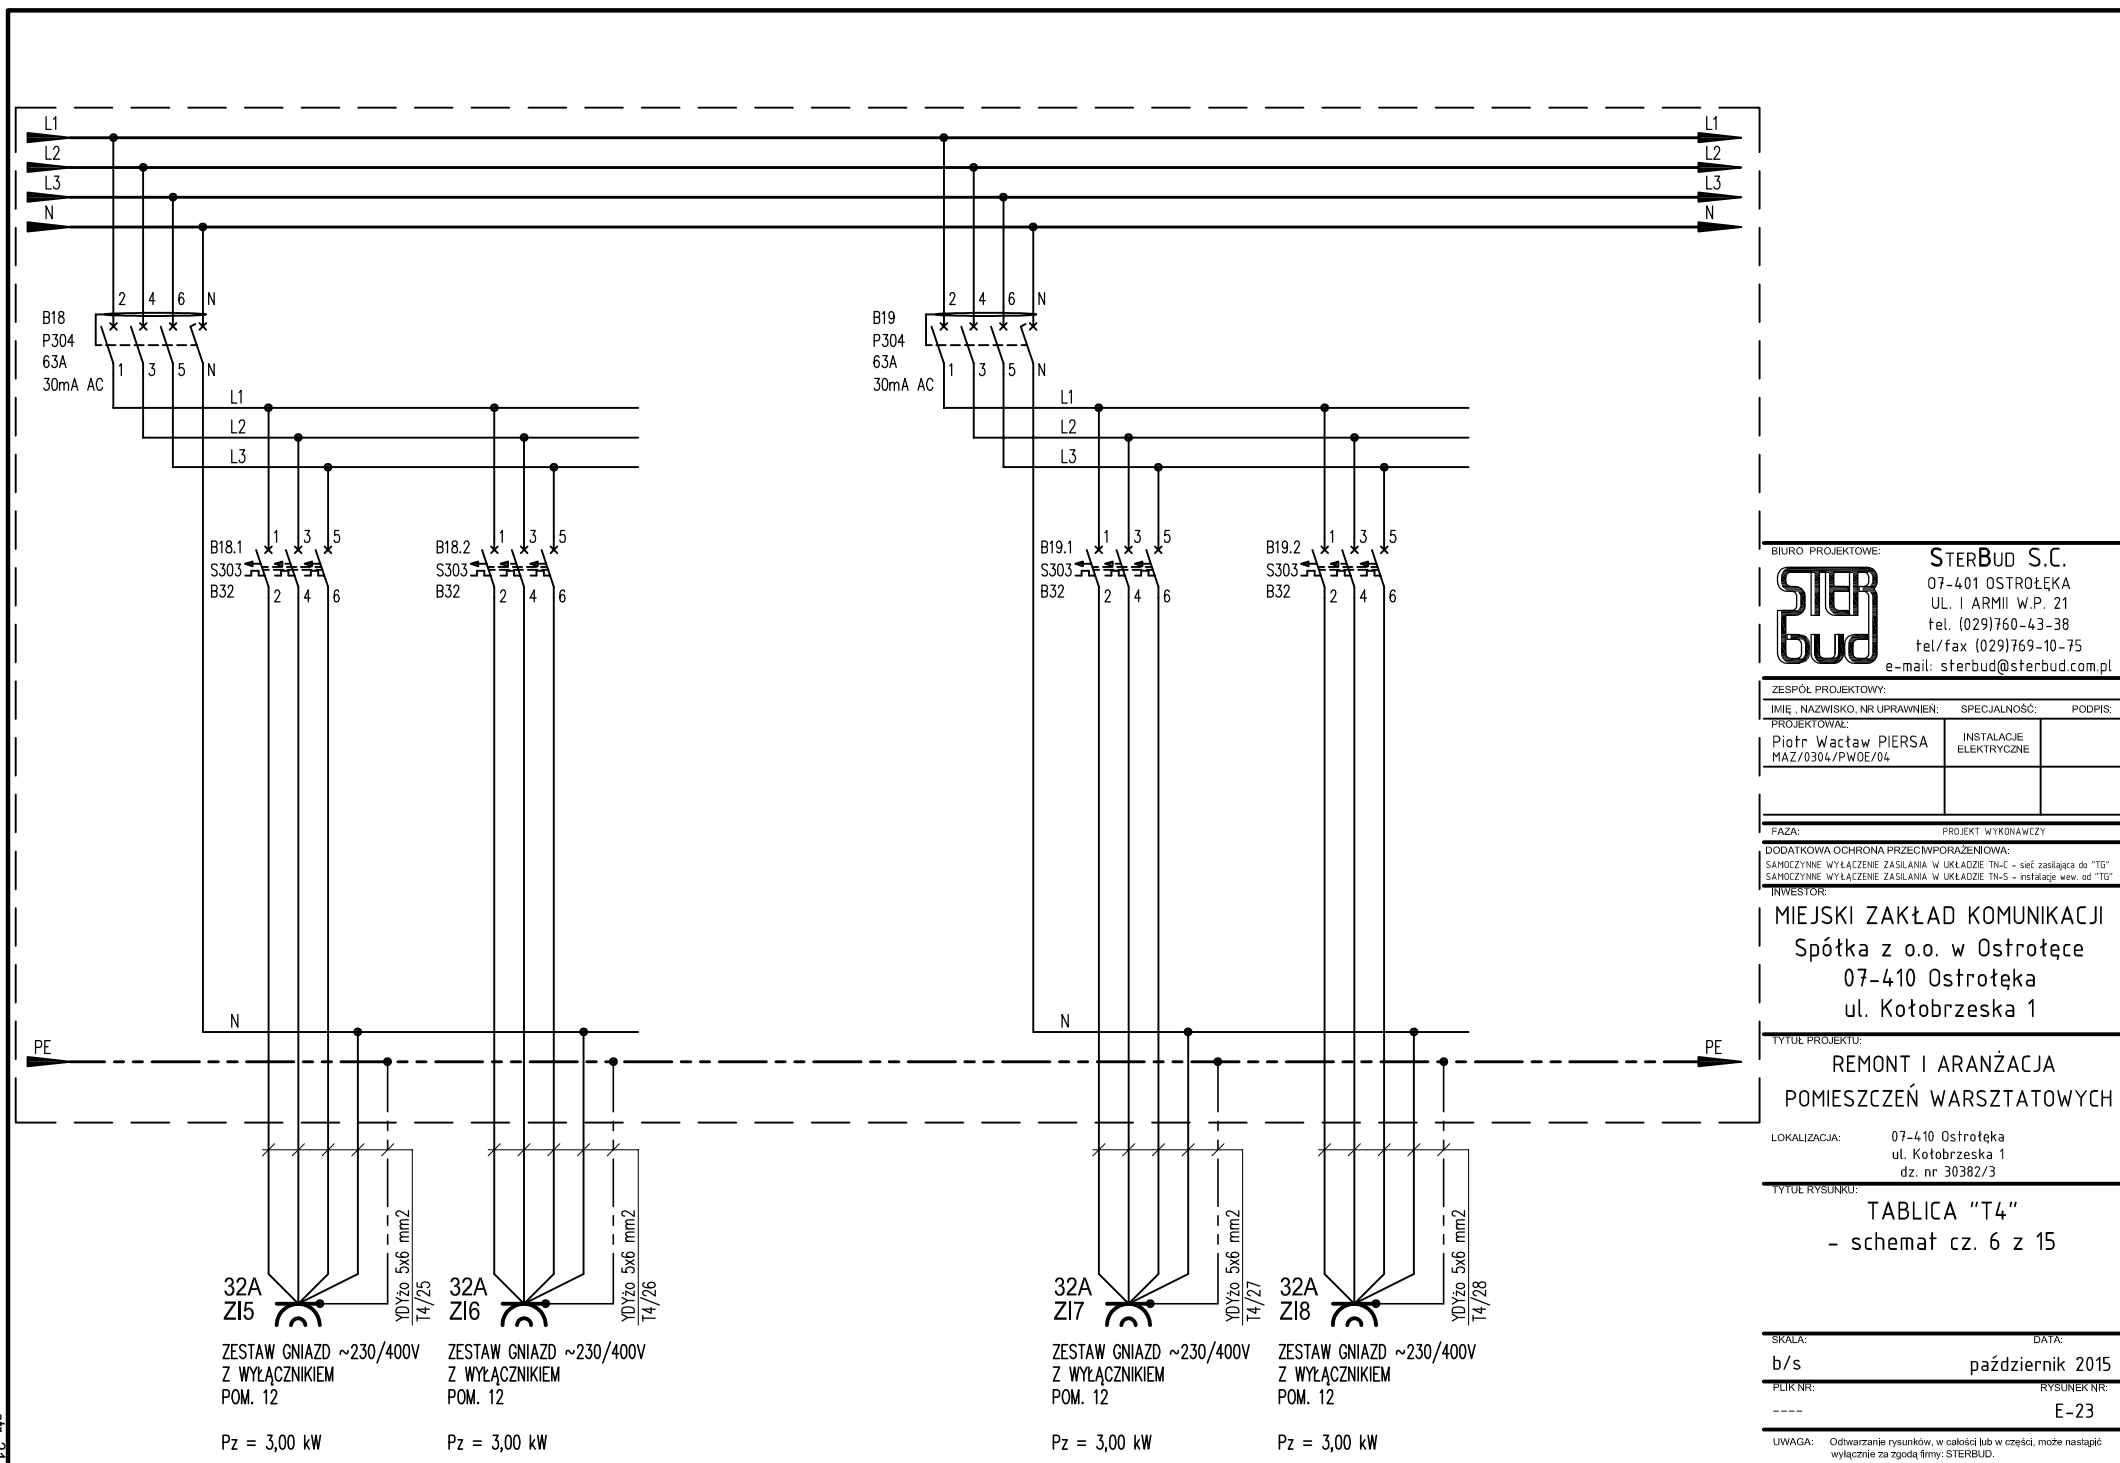 L1
L2
L3
N
L1
L2
L3
N
2 4 6 N
B18
P304
63A
30mA AC
1 3 5 N
L1
L2
L3
2 4 6 N
B19
P304
63A
30mA AC
1 3 5 N
L1
L2
L3
1 3 5
B18.1
S303
B32
2 4 6
1 3 5
B18.2
S303
B32
2 4 6
1 3 5
B19.1
S303
B32
2 4 6
1 3 5
B19.2
S303
B32
2 4 6
N
N
PE
PE
YDYżo 5x6 mm2
T4/25
YDYżo 5x6 mm2
T4/26
YDYżo 5x6 mm2
T4/27
YDYżo 5x6 mm2
T4/28
32A
ZI5
ZESTAW GNIAZD ~230/400V
Z WYŁĄCZNIKIEM
POM. 12
Pz = 3,00 kW
32A
ZI6
ZESTAW GNIAZD ~230/400V
Z WYŁĄCZNIKIEM
POM. 12
Pz = 3,00 kW
32A
ZI7
ZESTAW GNIAZD ~230/400V
Z WYŁĄCZNIKIEM
POM. 12
Pz = 3,00 kW
32A
ZI8
ZESTAW GNIAZD ~230/400V
Z WYŁĄCZNIKIEM
POM. 12
Pz = 3,00 kW
BIURO PROJEKTOWE:
STER
bud
STERBUD S.C.
07-401 OSTROŁĘKA
UL. I ARMII W.P. 21
tel. (029)760-43-38
tel/fax (029)769-10-75
e-mail: sterbud@sterbud.com.pl
ZESPÓŁ PROJEKTOWY:
IMIĘ , NAZWISKO, NR UPRAWNIEŃ: SPECJALNOŚĆ: PODPIS:
PROJEKTOWAŁ:
Piotr Wacław PIERSA
MAZ/0304/PWOE/04
INSTALACJE
ELEKTRYCZNE
FAZA: PROJEKT WYKONAWCZY
DODATKOWA OCHRONA PRZECIWPORAŻENIOWA:
SAMOCZYNNE WYŁĄCZENIE ZASILANIA W UKŁADZIE TN-C - sieć zasilająca do "TG"
SAMOCZYNNE WYŁĄCZENIE ZASILANIA W UKŁADZIE TN-S - instalacje wew. od "TG"
INWESTOR:
MIEJSKI ZAKŁAD KOMUNIKACJI
Spółka z o.o. w Ostrołęce
07-410 Ostrołęka
ul. Kołobrzeska 1
TYTUŁ PROJEKTU:
REMONT I ARANŻACJA
POMIESZCZEŃ WARSZTATOWYCH
LOKALIZACJA: 07-410 Ostrołęka
ul. Kołobrzeska 1
dz. nr 30382/3
TYTUŁ RYSUNKU:
TABLICA "T4"
- schemat cz. 6 z 15
SKALA: DATA:
b/s październik 2015
PLIK NR: RYSUNEK NR:
---- E-23
UWAGA: Odtwarzanie rysunków, w całości lub w części, może nastąpić
wyłącznie za zgodą firmy: STERBUD.